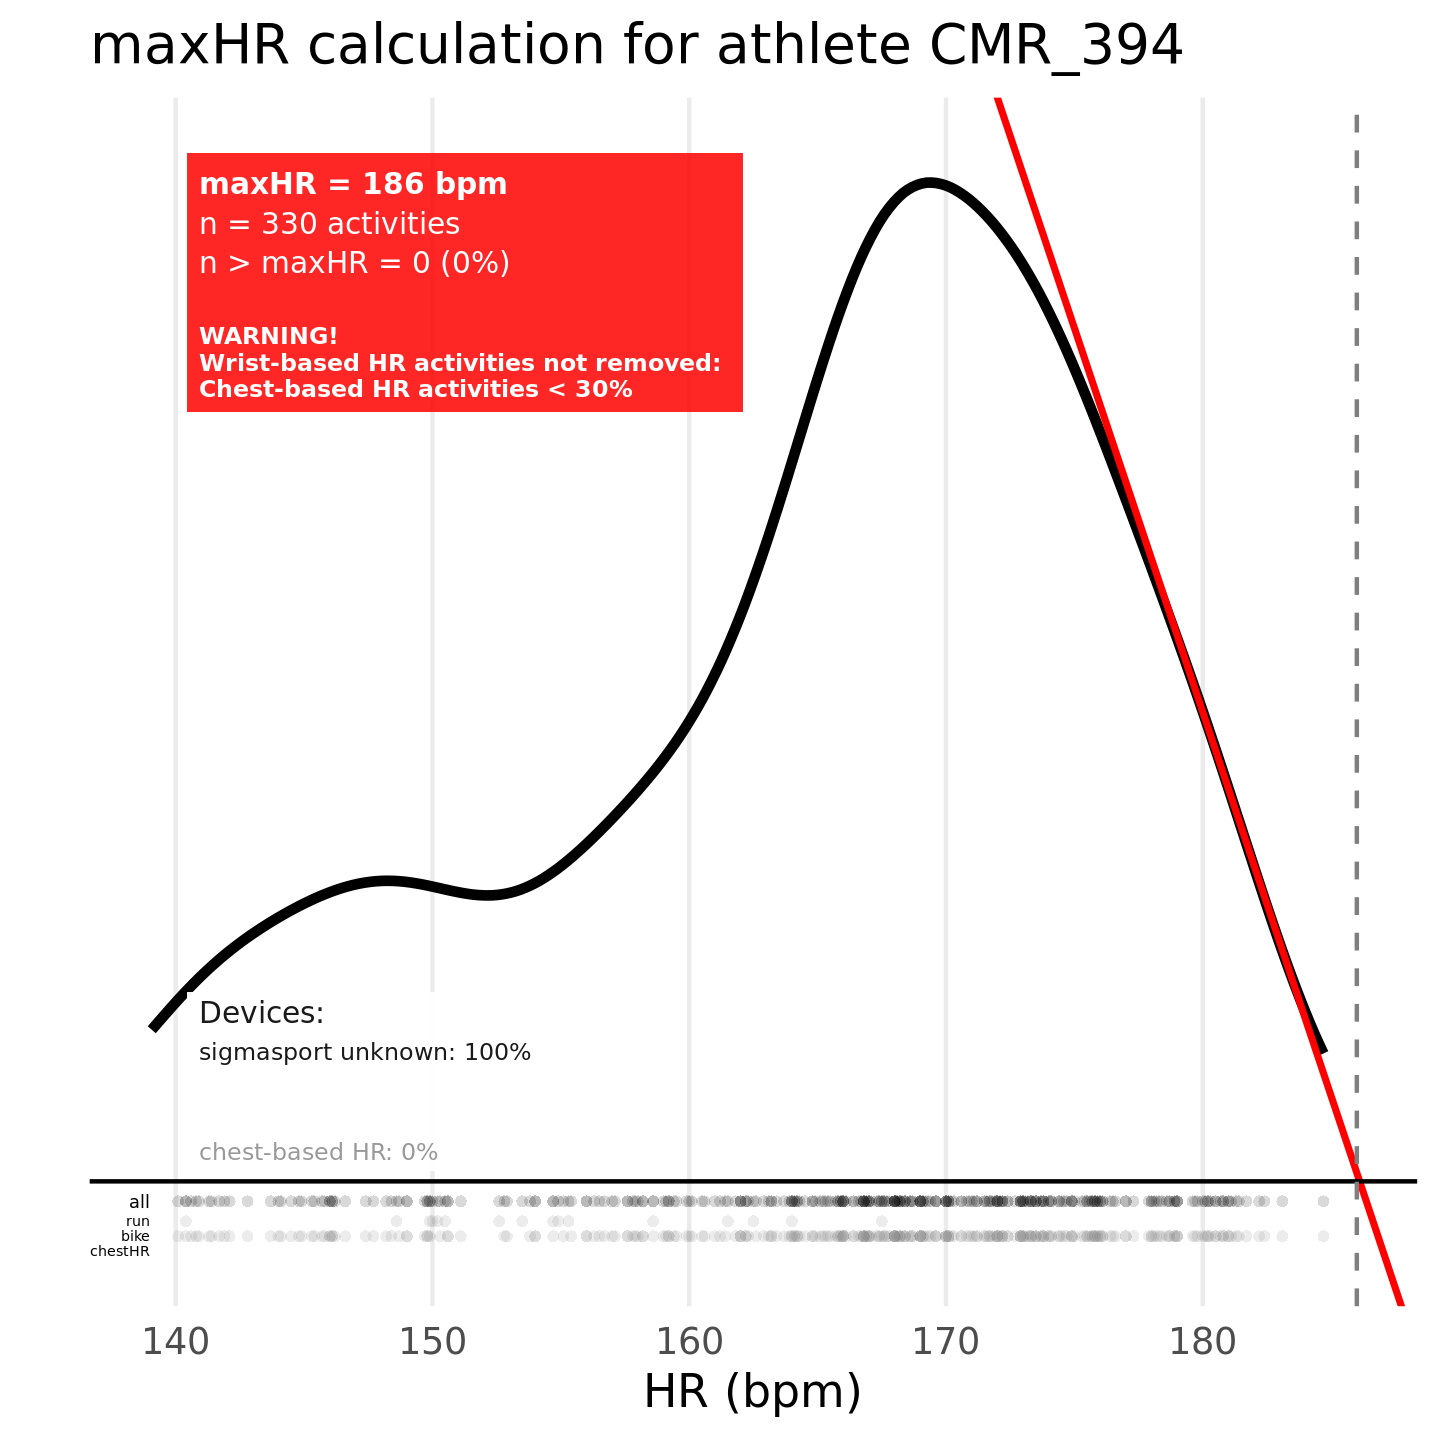 maxHR calculation for athlete CMR_394
maxHR = 186 bpm
n = 330 activities
n > maxHR = 0 (0%)
WARNING!
Wrist-based HR activities not removed:
Chest-based HR activities < 30%
Devices:
sigmasport unknown: 100%
chest-based HR: 0%
all
run
bike
chestHR
140 150 160 170 180
HR (bpm)